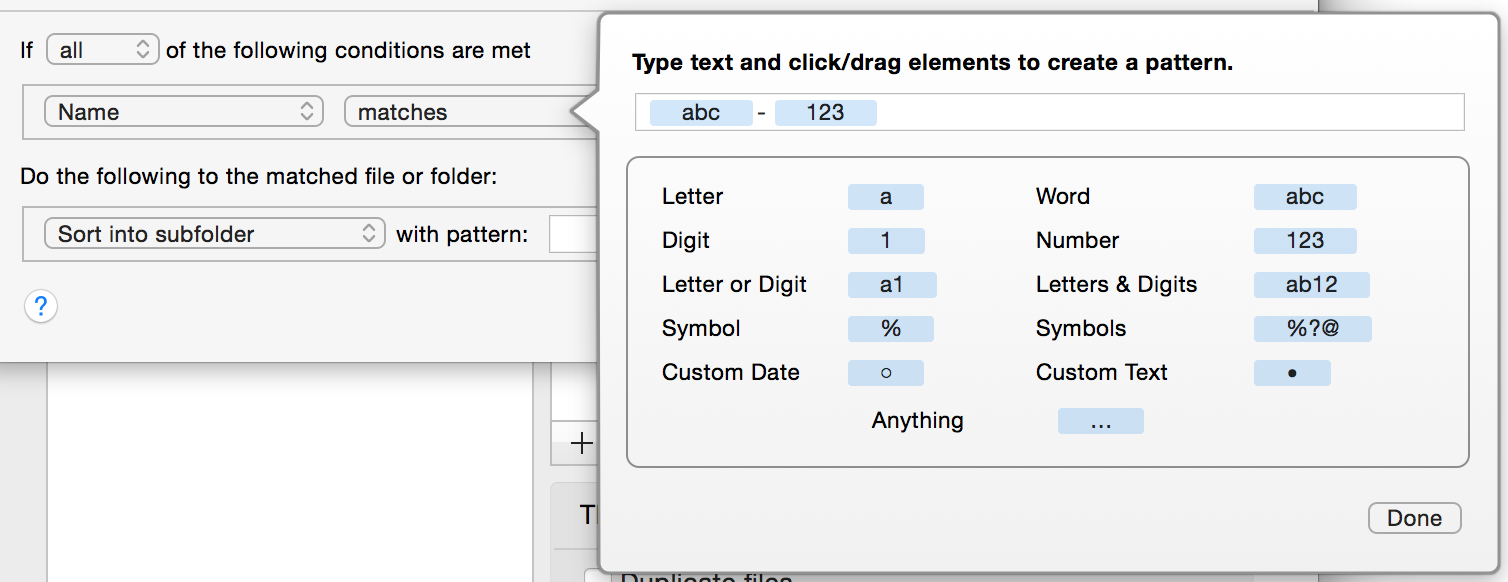 If all of the following conditions are met
Type text and click/drag elements to create a pattern.
Name matches
abc - 123
Do the following to the matched file or folder:
Letter a Word abc
Sort into subfolder with pattern:
Digit 1 Number 123
Letter or Digit a1 Letters & Digits ab12
?
Symbol % Symbols %?@
Custom Date ○ Custom Text •
Anything ...
+
Done
Duplicate files